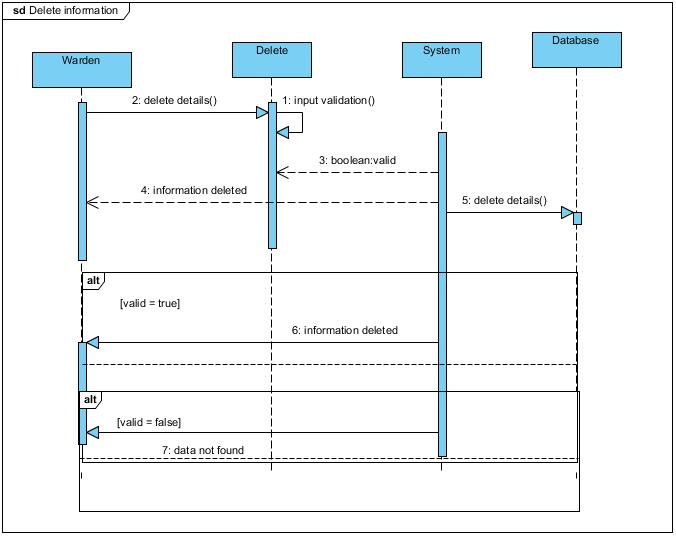 sd Delete information
Warden
Delete
System
Database
2: delete details()
1: input validation()
3: boolean:valid
4: information deleted
5: delete details()
alt
[valid = true]
6: information deleted
alt
[valid = false]
7: data not found